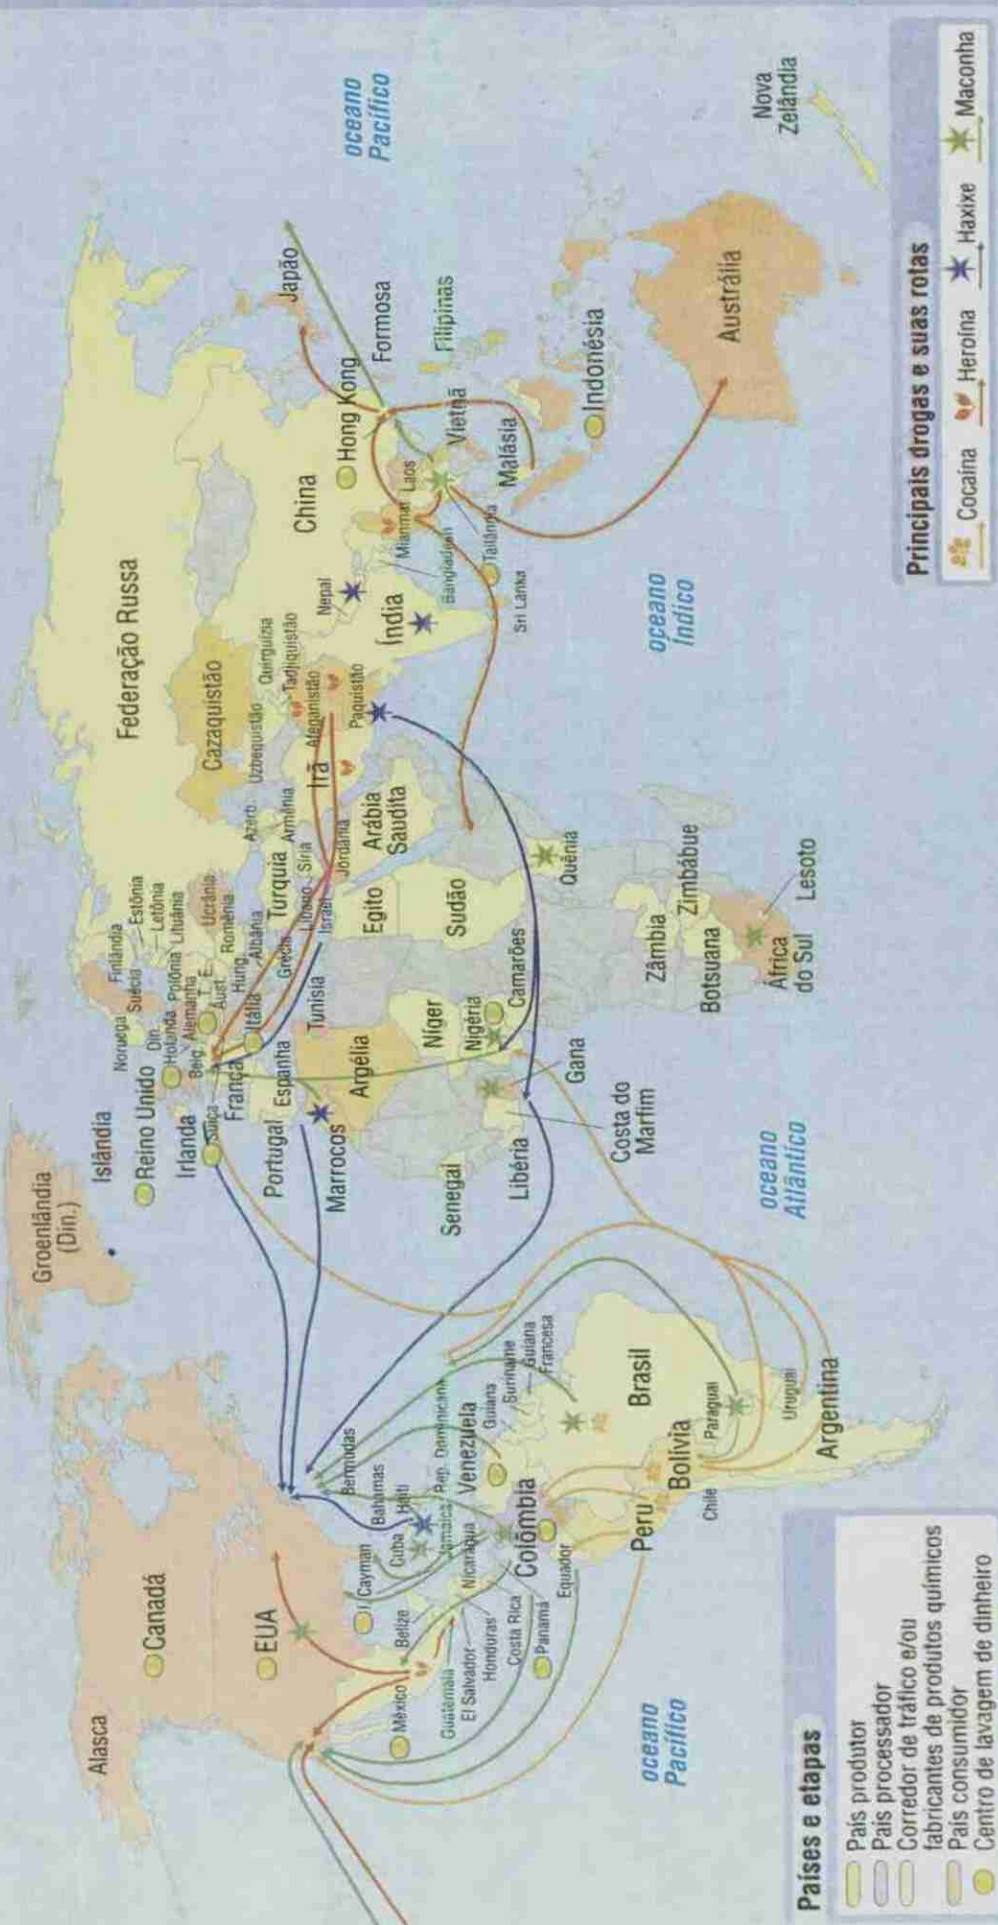 Alasca
Groenlândia
(Din.)
Islândia
Canadá
EUA
México
Belize
Guatemala
El Salvador
Honduras
Nicarágua
Costa Rica
Panamá
I. Cayman
Cuba
Bahamas
Bermudas
Haiti
Jamaica
Rep. Dominicana
Venezuela
Guiana
Suriname
Guiana
Francesa
Colômbia
Equador
Peru
Brasil
Bolívia
Paraguai
Chile
Uruguai
Argentina
oceano
Pacífico
oceano
Atlântico
Reino Unido
Irlanda
Noruega
Suécia
Finlândia
Estônia
Letônia
Lituânia
Din.
Holanda
Polônia
Belg.
Alemanha
T. E.
Ucrânia
Suíça
Áust.
Hung.
Romênia
França
Itália
Albânia
Portugal
Espanha
Grécia
Turquia
Armênia
Azerb.
Líbano
Síria
Israel
Jordânia
Marrocos
Argélia
Tunísia
Egito
Arábia
Saudita
Senegal
Níger
Sudão
Libéria
Costa do
Marfim
Gana
Nigéria
Camarões
Quênia
Zâmbia
Zimbábue
Botsuana
África
do Sul
Lesoto
Federação Russa
Cazaquistão
Uzbequistão
Quirguízia
Tadjiquistão
Irã
Afeganistão
Paquistão
Nepal
Índia
China
Mianmar
Laos
Bangladesh
Tailândia
Sri Lanka
Vietnã
Malásia
Hong Kong
Japão
Formosa
Filipinas
Indonésia
Austrália
Nova
Zelândia
oceano
Pacífico
oceano
Índico
Países e etapas
País produtor
País processador
Corredor de tráfico e/ou
fabricantes de produtos químicos
País consumidor
Centro de lavagem de dinheiro
Principais drogas e suas rotas
Cocaína
Heroína
Haxixe
Maconha